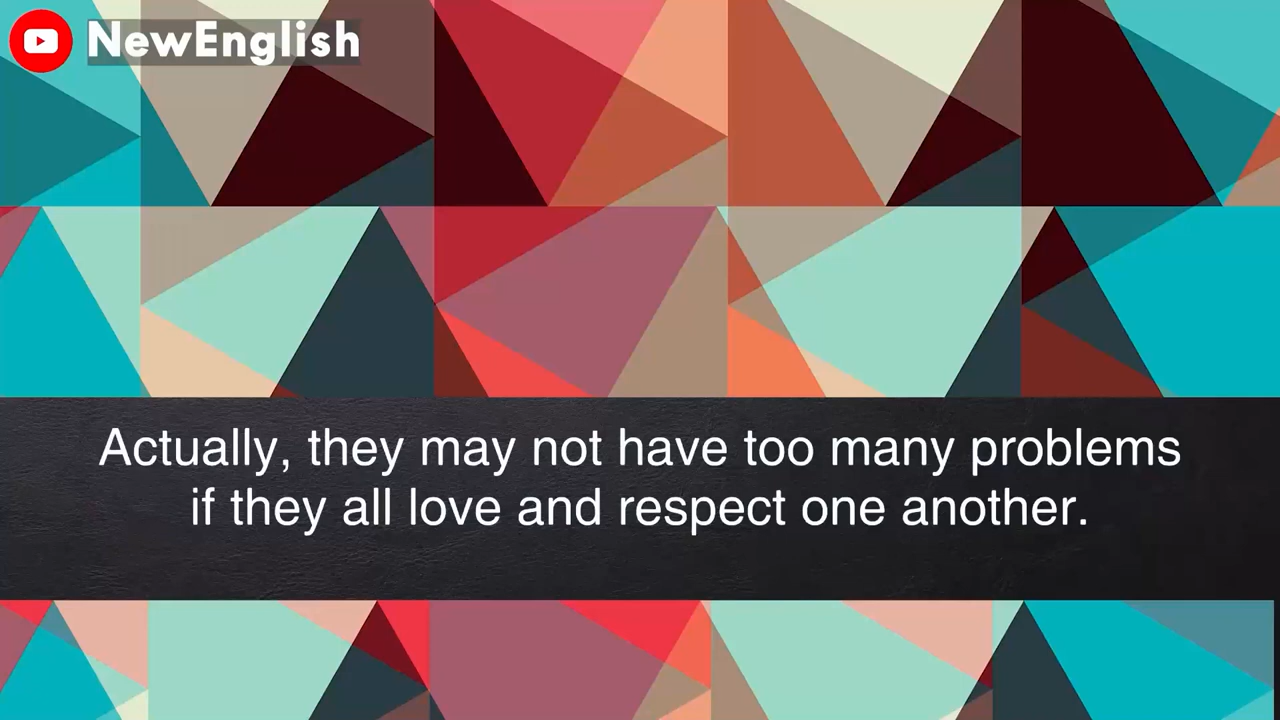 NewEnglish
Actually, they may not have too many problems
if they all love and respect one another.